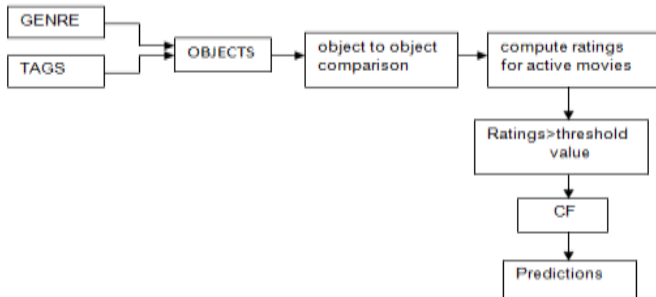 GENRE
TAGS
OBJECTS
object to object
comparison
compute ratings
for active movies
Ratings>threshold
value
CF
Predictions